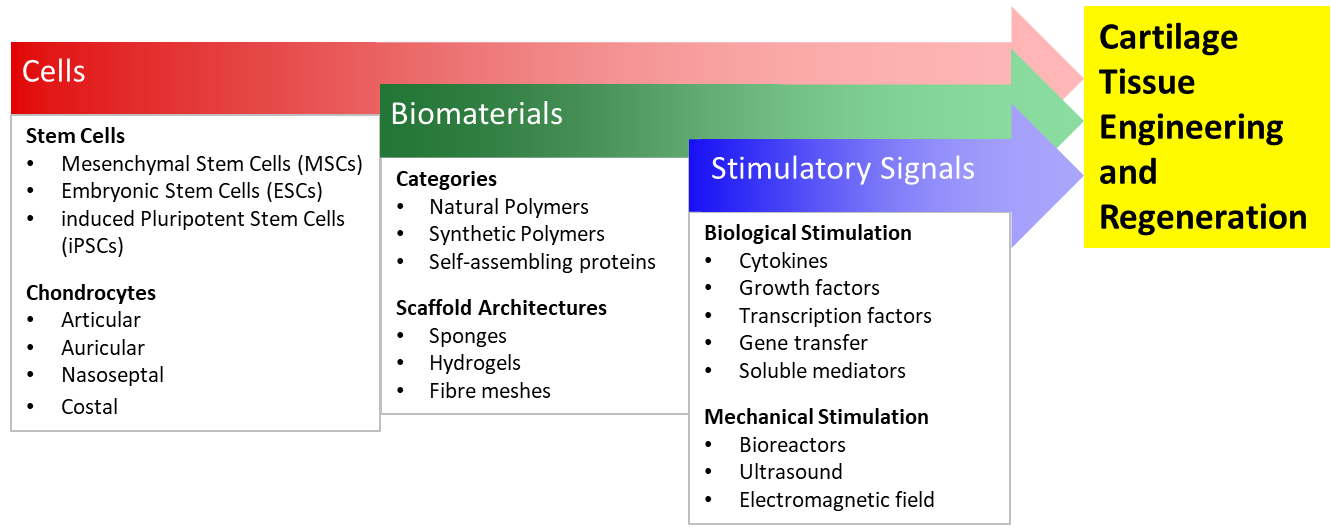 Cells
Stem Cells
• Mesenchymal Stem Cells (MSCs)
• Embryonic Stem Cells (ESCs)
• induced Pluripotent Stem Cells
(iPSCs)
Chondrocytes
• Articular
• Auricular
• Nasoseptal
• Costal
Biomaterials
Categories
• Natural Polymers
• Synthetic Polymers
• Self-assembling proteins
Scaffold Architectures
• Sponges
• Hydrogels
• Fibre meshes
Stimulatory Signals
Biological Stimulation
• Cytokines
• Growth factors
• Transcription factors
• Gene transfer
• Soluble mediators
Mechanical Stimulation
• Bioreactors
• Ultrasound
• Electromagnetic field
Cartilage
Tissue
Engineering
and
Regeneration